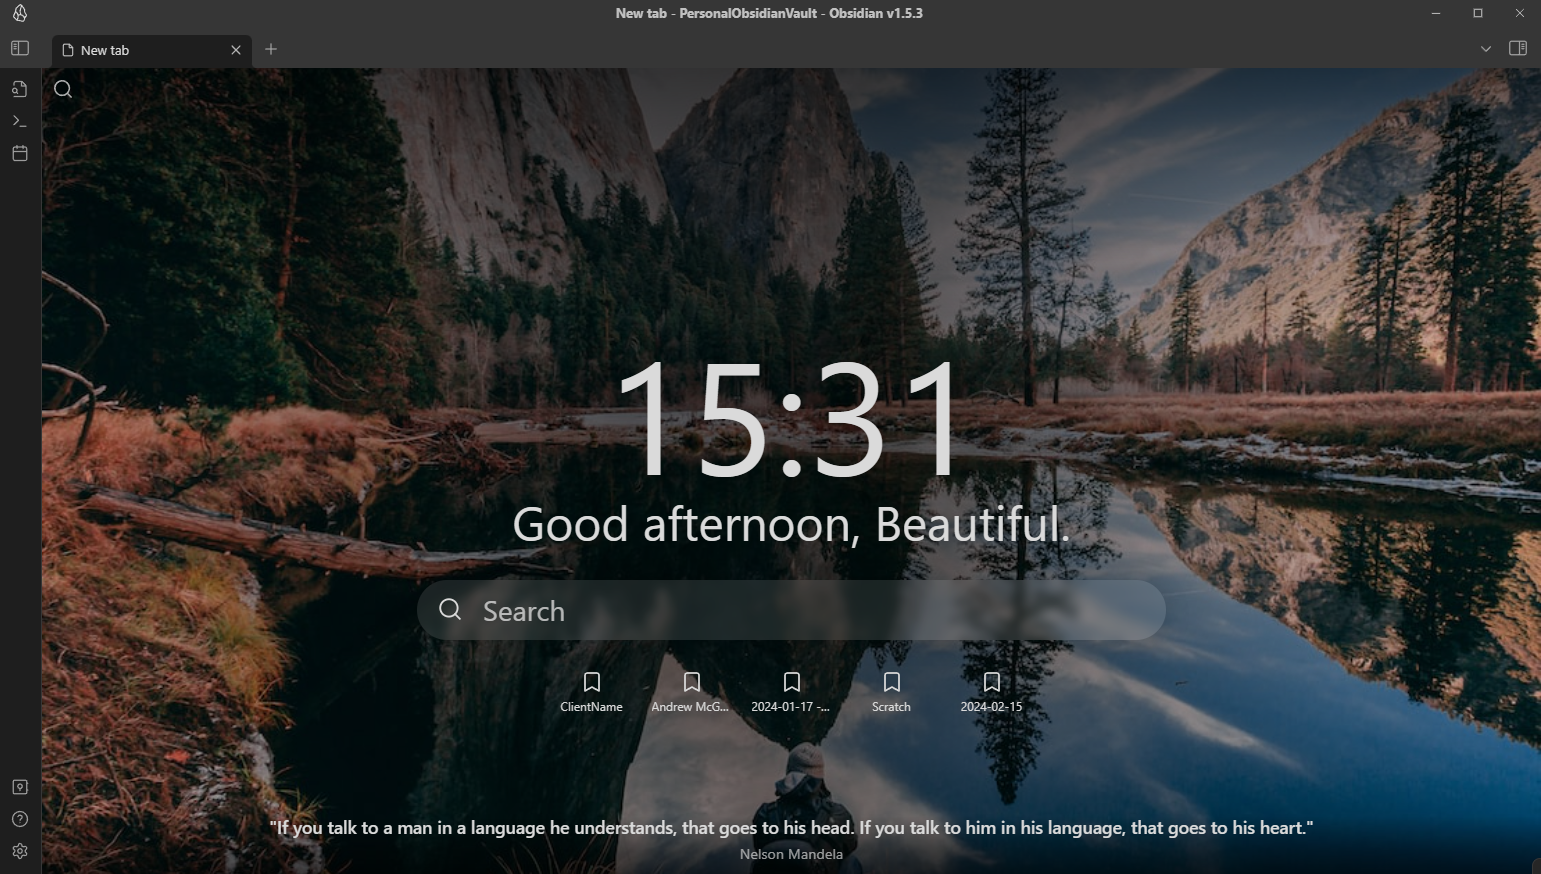 New tab - PersonalObsidianVault - Obsidian v1.5.3
New tab
15:31
Good afternoon, Beautiful.
Search
ClientName
Andrew McG...
2024-01-17 -...
Scratch
2024-02-15
"If you talk to a man in a language he understands, that goes to his head. If you talk to him in his language, that goes to his heart."
Nelson Mandela